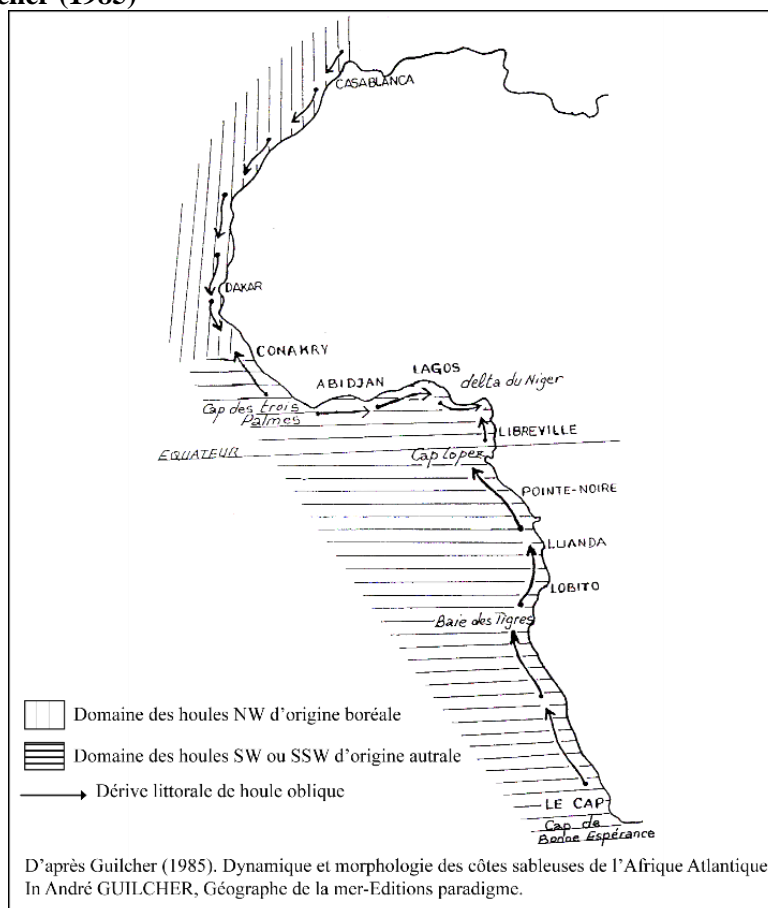 cher (1985)
CASABLANCA
DAKAR
CONAKRY
LAGOS
ABIDJAN
delta du Niger
Cap des trois
Palmes
LIBREVILLE
EQUATEUR
Cap Lopez
POINTE-NOIRE
LUANDA
LOBITO
Baie des Tigres
Domaine des houles NW d'origine boréale
Domaine des houles SW ou SSW d'origine autrale
Dérive littorale de houle oblique
LE CAP
Cap de
Bonne Espérance
D'après Guilcher (1985). Dynamique et morphologie des côtes sableuses de l'Afrique Atlantique
In André GUILCHER, Géographe de la mer-Editions paradigme.